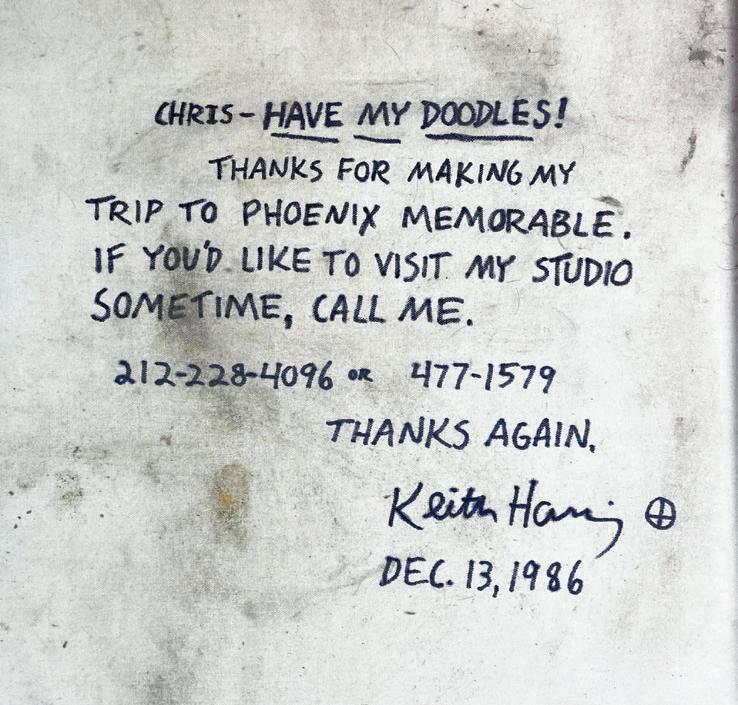 CHRIS - HAVE MY DOODLES!
THANKS FOR MAKING MY
TRIP TO PHOENIX MEMORABLE.
IF YOU'D LIKE TO VISIT MY STUDIO
SOMETIME, CALL ME.
212-228-4096 OR 477-1579
THANKS AGAIN.
Keith Haring ⊕
DEC. 13, 1986